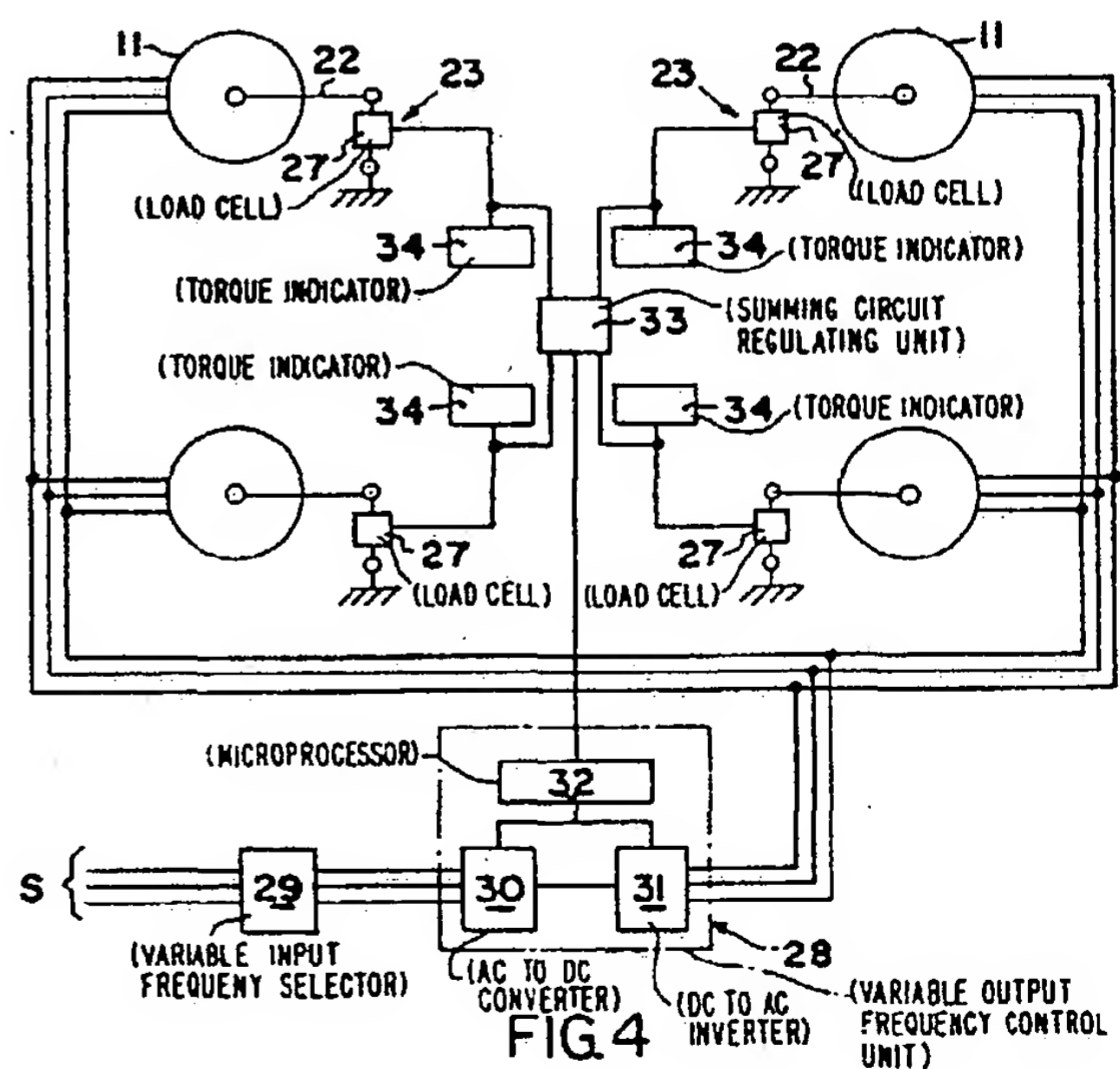 11
22
23
27
(LOAD CELL)
34
(TORQUE INDICATOR)
11
22
23
27
(LOAD CELL)
34
(TORQUE INDICATOR)
33
(SUMMING CIRCUIT
REGULATING UNIT)
(TORQUE INDICATOR)
34
34
(TORQUE INDICATOR)
27
(LOAD CELL)
27
(LOAD CELL)
(MICROPROCESSOR)
32
S
29
30
31
28
(VARIABLE INPUT
FREQUENY SELECTOR)
(AC TO DC
CONVERTER)
(DC TO AC
INVERTER)
(VARIABLE OUTPUT
FREQUENCY CONTROL
UNIT)
FIG.4